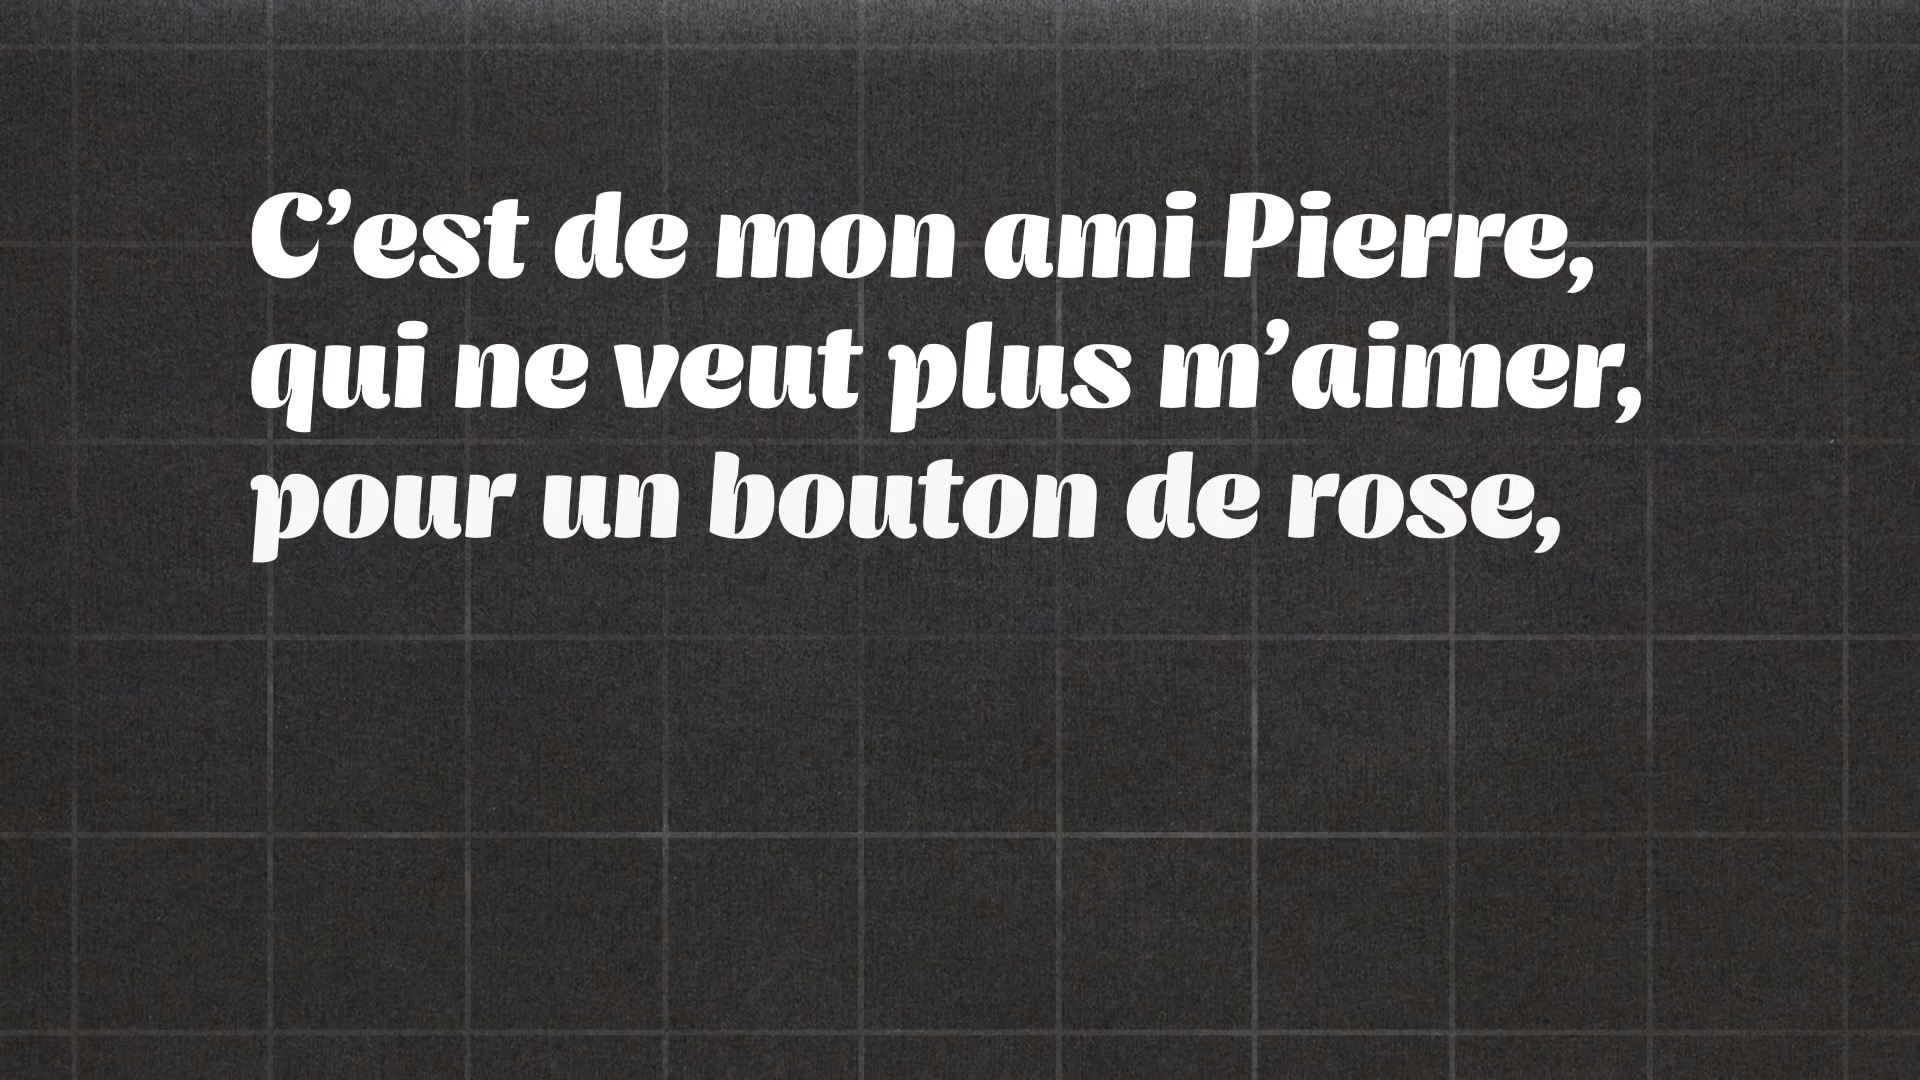 C’est de mon ami Pierre,
qui ne veut plus m’aimer,
pour un bouton de rose,